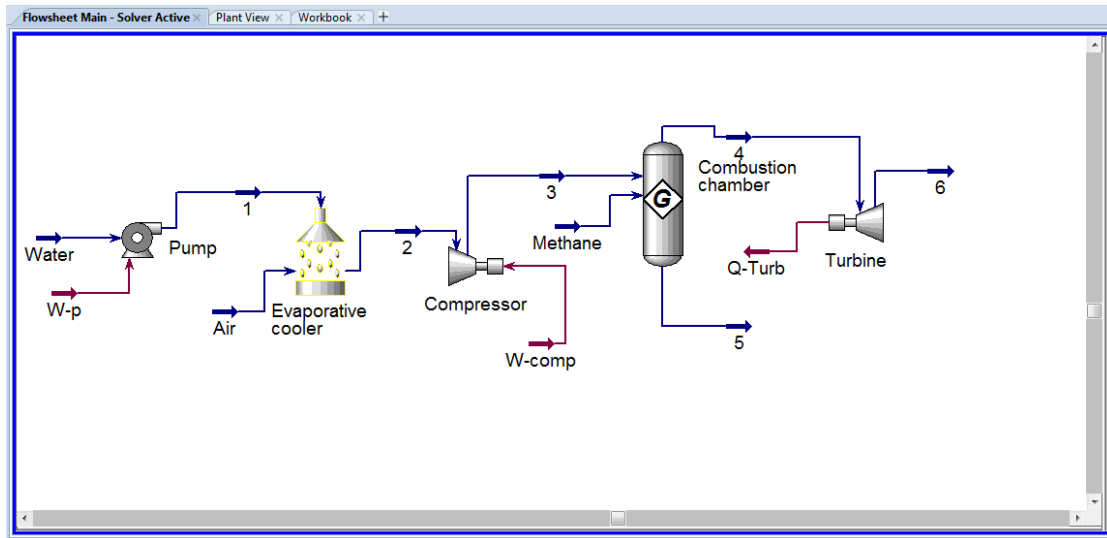 Flowsheet Main - Solver Active
Plant View
Workbook
4
Combustion
chamber
G
3
6
1
Methane
Water
Pump
2
Q-Turb
Turbine
W-p
Air
Evaporative
cooler
Compressor
5
W-comp